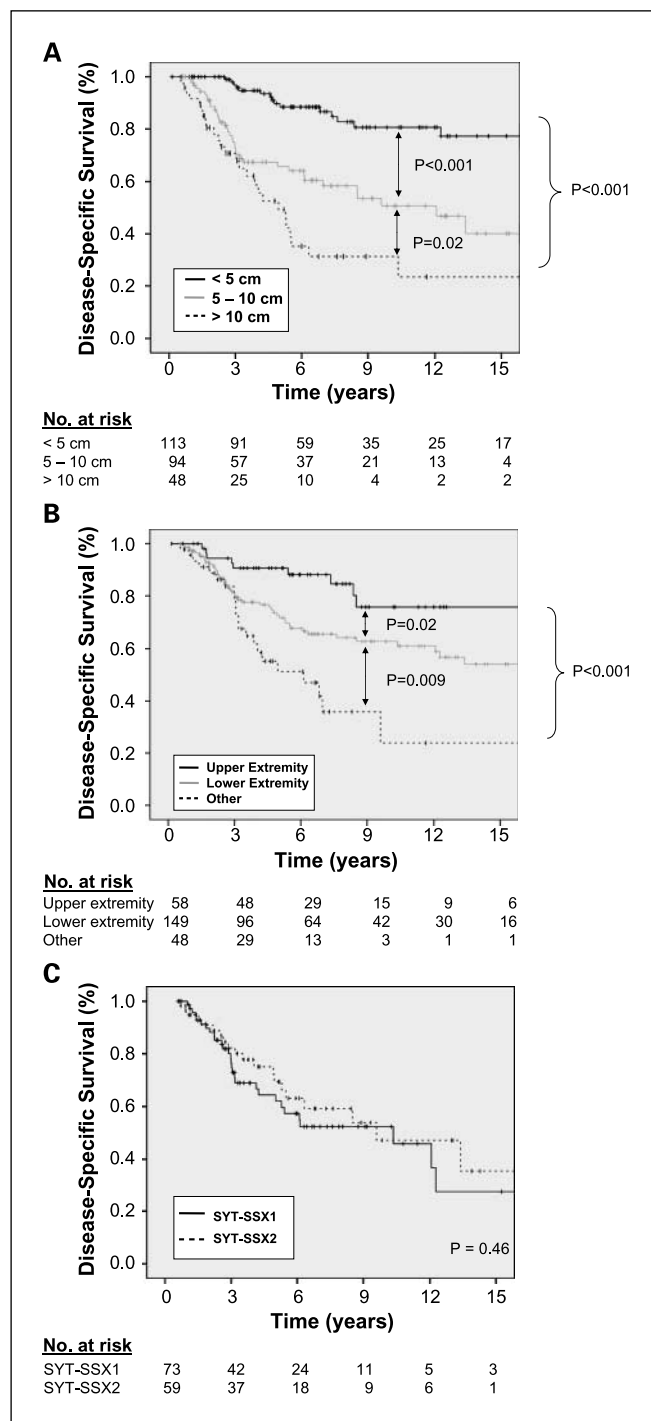 A
Disease-Specific Survival (%)
1.0
0.8
0.6
0.4
0.2
0.0
P<0.001
P=0.02
P<0.001
< 5 cm
5 – 10 cm
> 10 cm
0 3 6 9 12 15
Time (years)
No. at risk
< 5 cm 113 91 59 35 25 17
5 – 10 cm 94 57 37 21 13 4
> 10 cm 48 25 10 4 2 2
B
Disease-Specific Survival (%)
1.0
0.8
0.6
0.4
0.2
0.0
P=0.02
P=0.009
P<0.001
Upper Extremity
Lower Extremity
Other
0 3 6 9 12 15
Time (years)
No. at risk
Upper extremity 58 48 29 15 9 6
Lower extremity 149 96 64 42 30 16
Other 48 29 13 3 1 1
C
Disease-Specific Survival (%)
1.0
0.8
0.6
0.4
0.2
0.0
SYT-SSX1
SYT-SSX2
P = 0.46
0 3 6 9 12 15
Time (years)
No. at risk
SYT-SSX1 73 42 24 11 5 3
SYT-SSX2 59 37 18 9 6 1